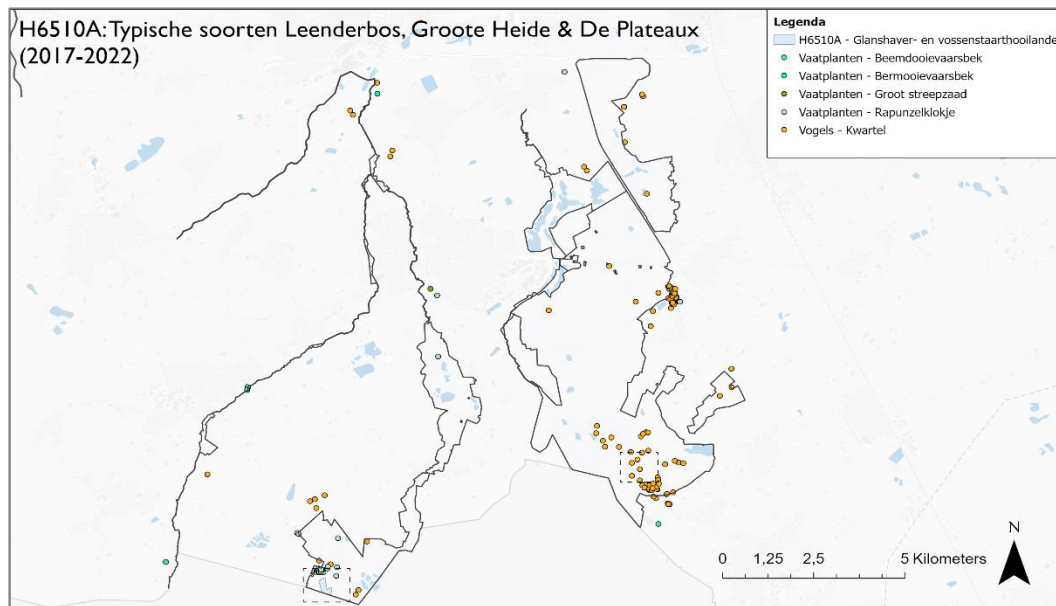 H6510A: Typische soorten Leenderbos, Groote Heide & De Plateaux
(2017-2022)
Legenda
H6510A - Glanshaver- en vossenstaarthooilanden
Vaatplanten - Beemdooievaarsbek
Vaatplanten - Bermooievaarsbek
Vaatplanten - Groot streepzaad
Vaatplanten - Rapunzelklokje
Vogels - Kwartel
N
0 1,25 2,5 5 Kilometers